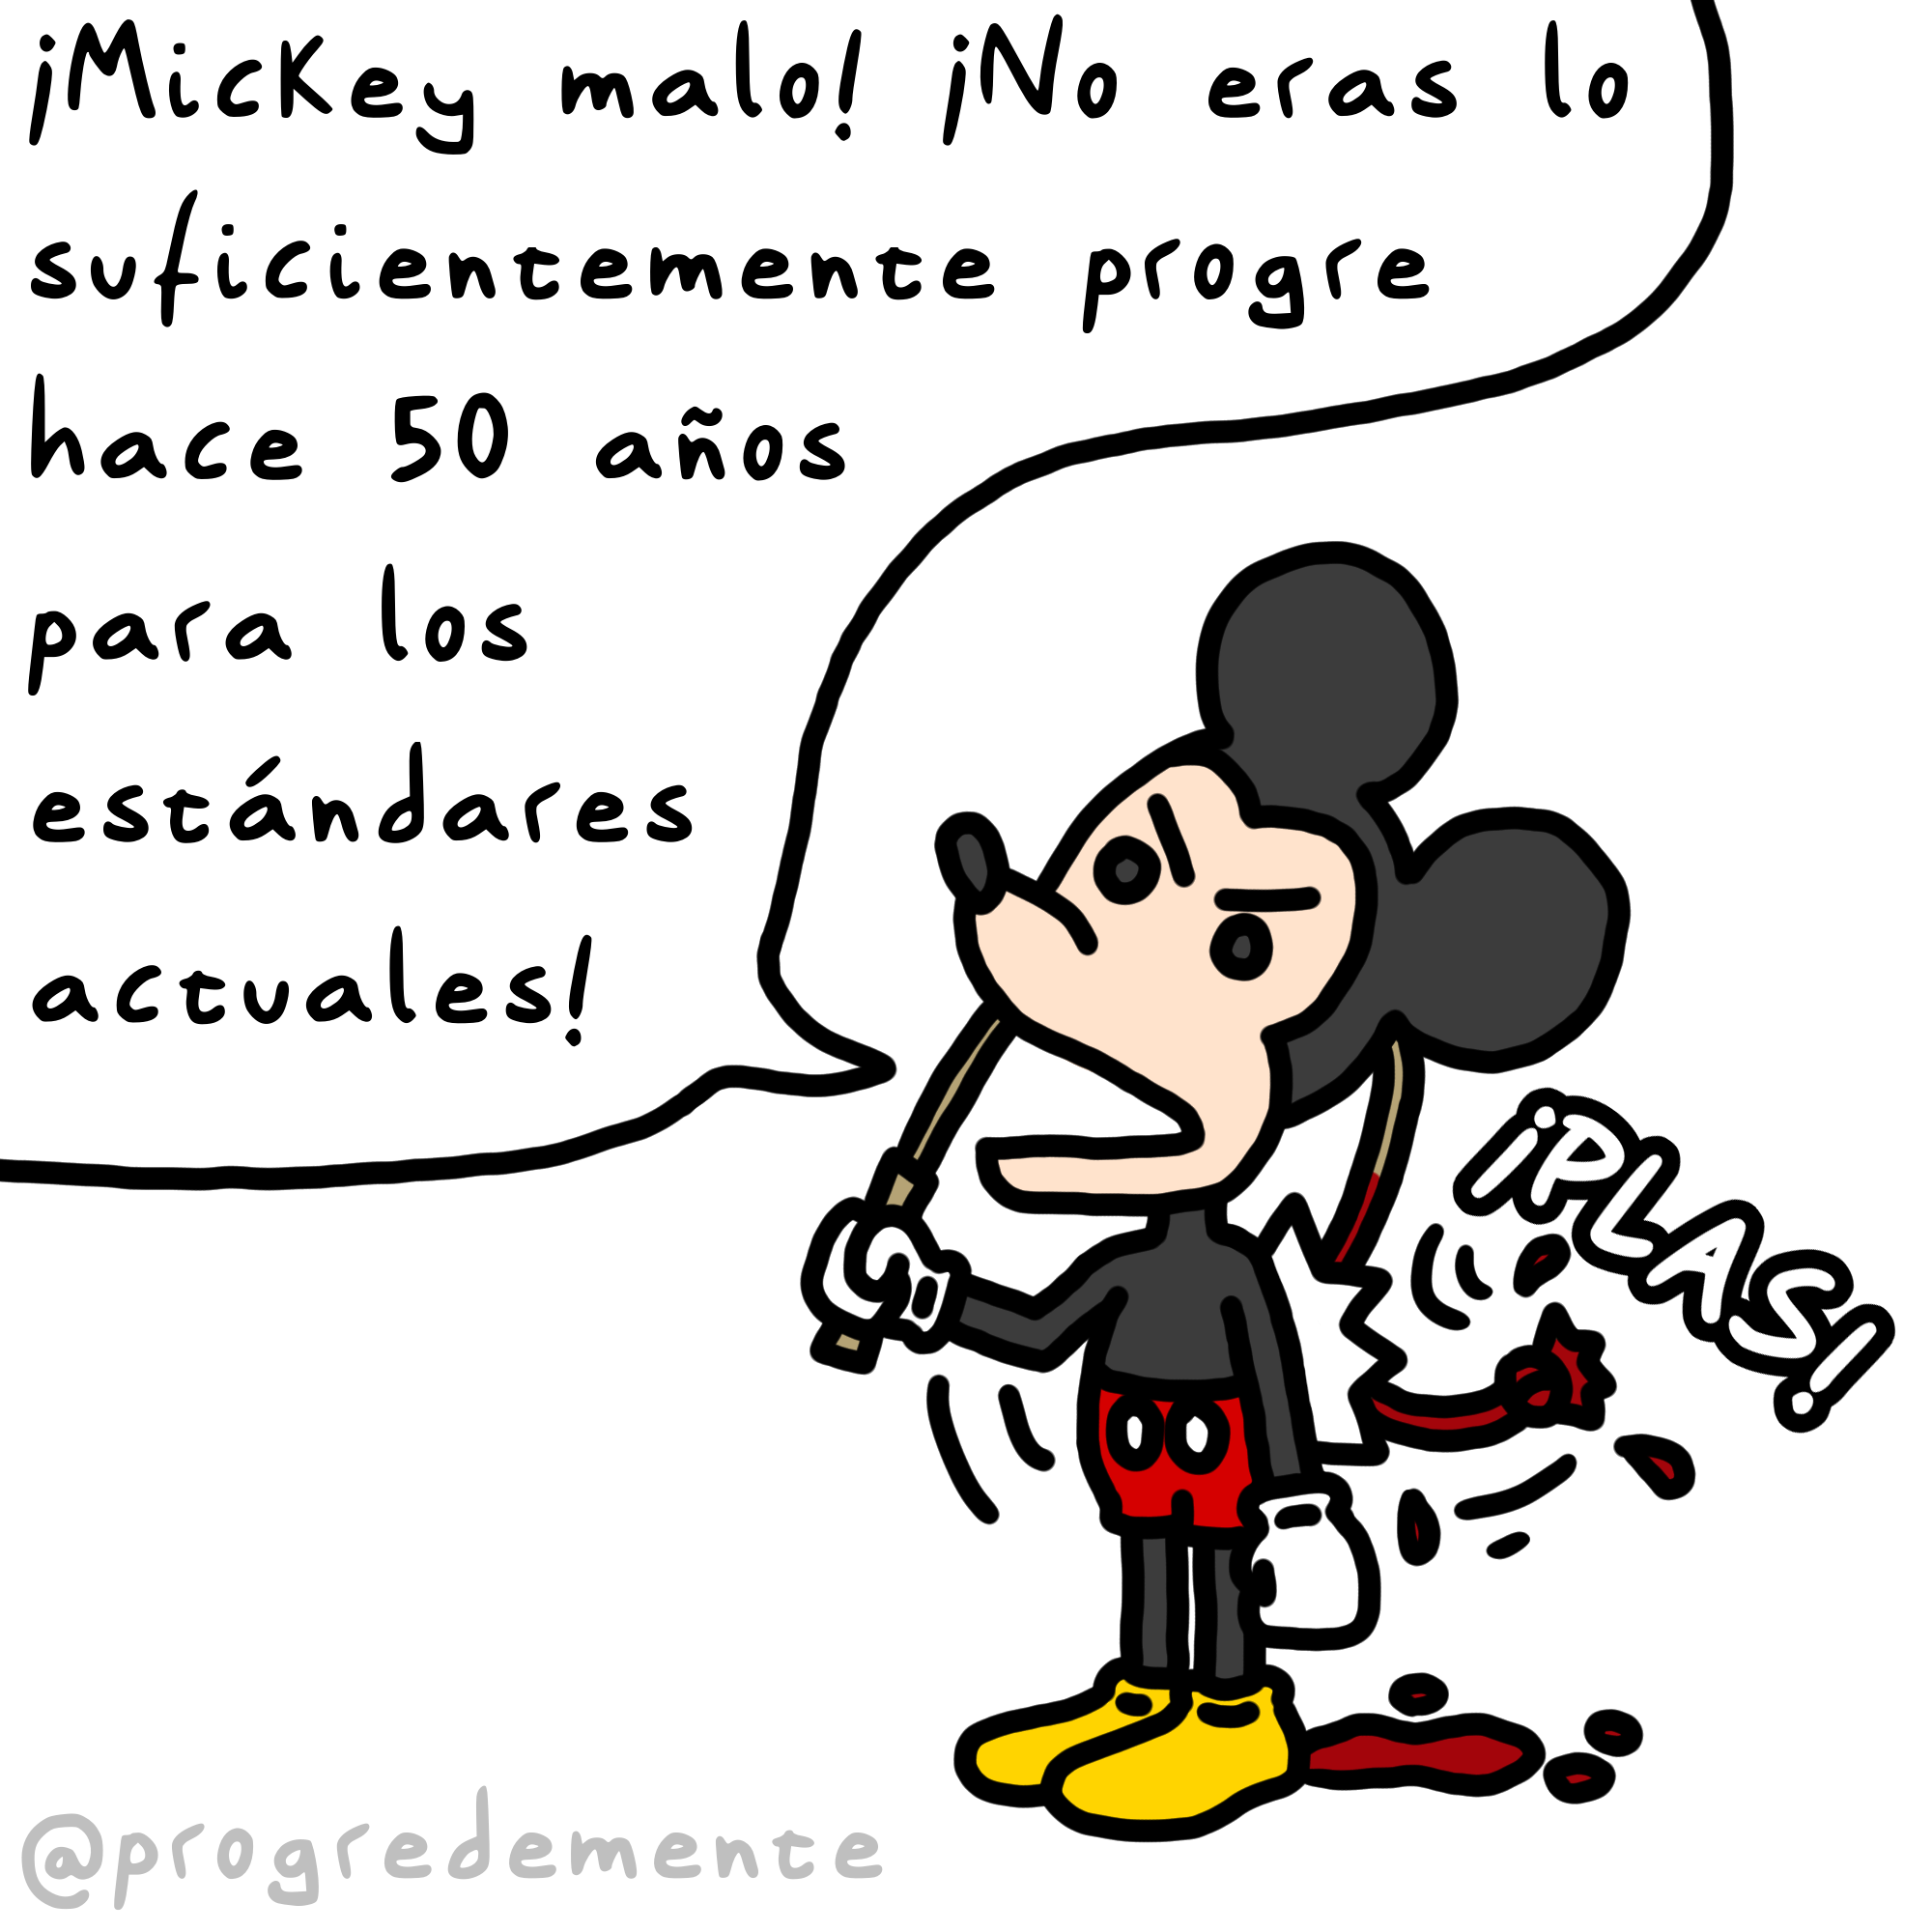 ¡Mickey malo! ¡No eras lo
suficientemente progre
hace 50 años
para los
estándares
actuales!
¡PLAS!
@progredemente